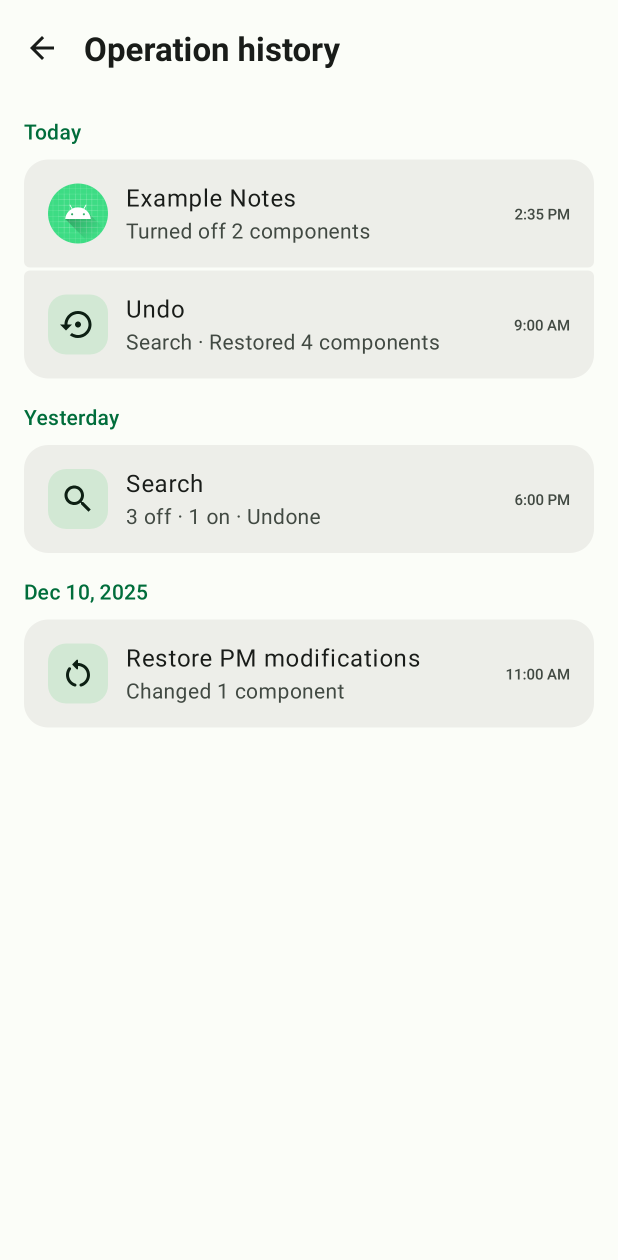 Operation history
Today
Example Notes
Turned off 2 components
2:35 PM
Undo
Search · Restored 4 components
9:00 AM
Yesterday
Search
3 off · 1 on · Undone
6:00 PM
Dec 10, 2025
Restore PM modifications
Changed 1 component
11:00 AM